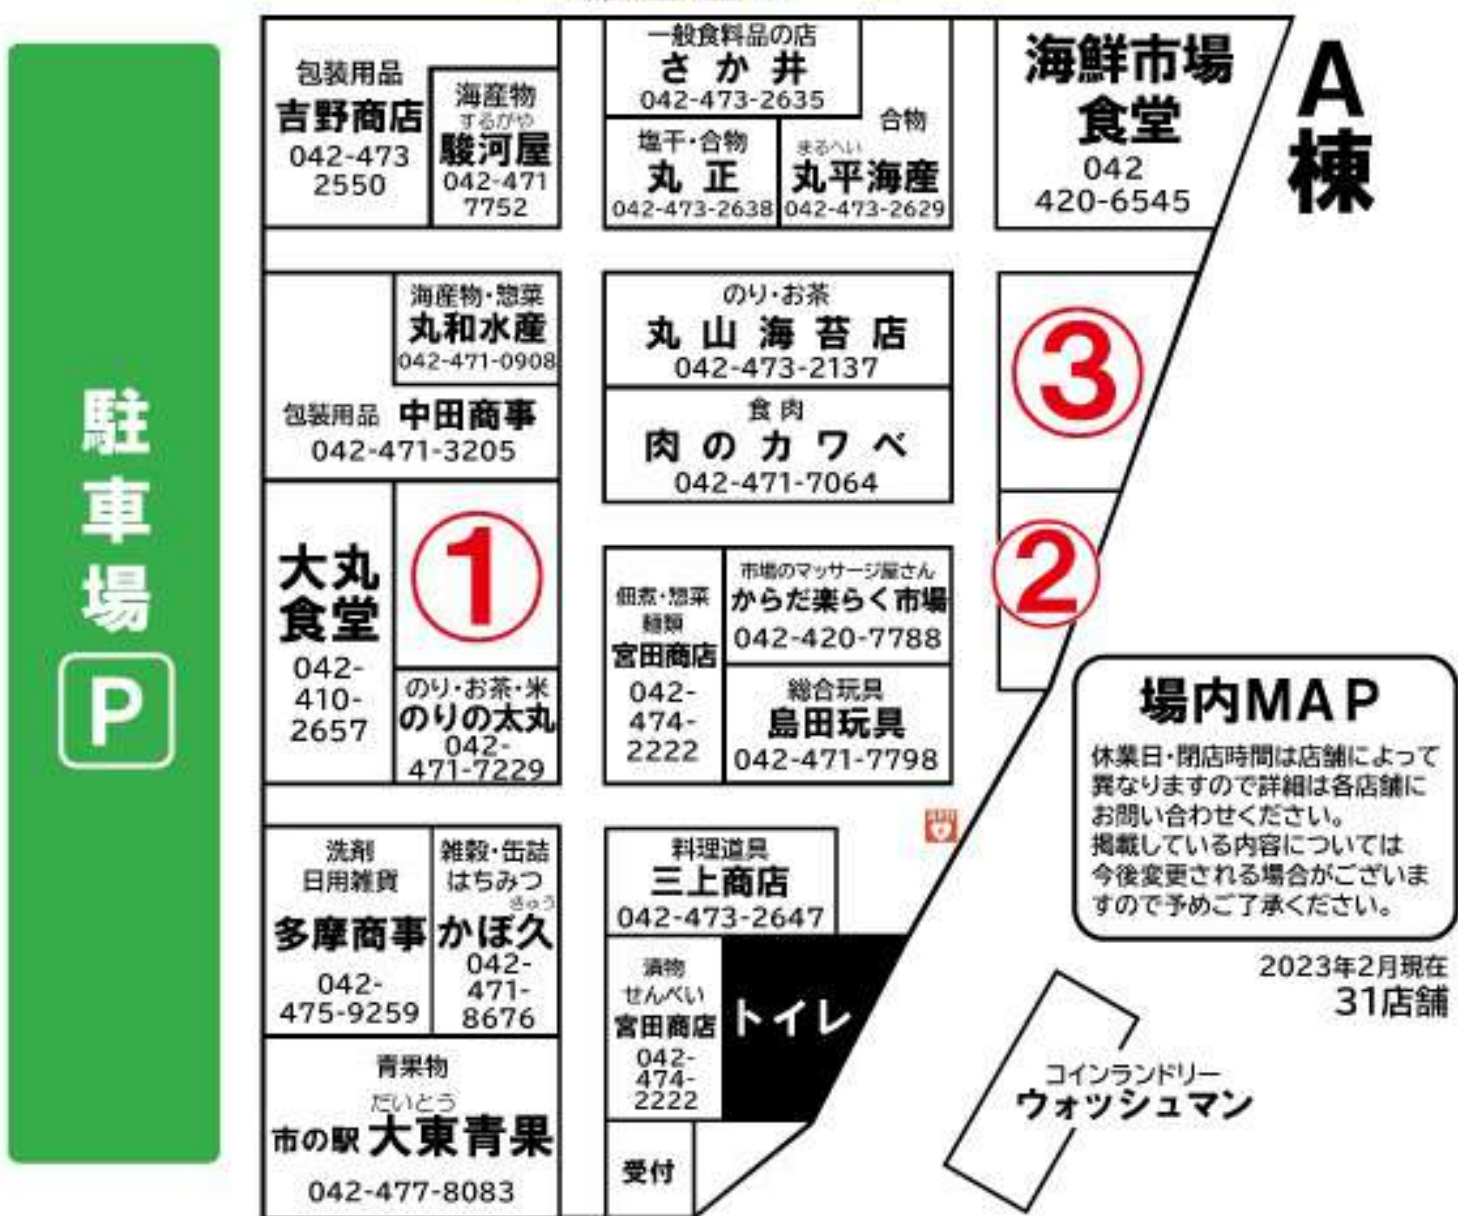 駐車場
P
包装用品
吉野商店
042-473
2550
海産物
するがや
駿河屋
042-471
7752
一般食料品の店
さか井
042-473-2635
塩干・合物
丸正
042-473-2638
合物
まるへい
丸平海産
042-473-2629
海鮮市場
食堂
042
420-6545
A棟
海産物・惣菜
丸和水産
042-471-0908
包装用品 中田商事
042-471-3205
のり・お茶
丸山海苔店
042-473-2137
食肉
肉のカワベ
042-471-7064
③
大丸
食堂
042-
410-
2657
①
のり・お茶・米
のりの太丸
042-
471-7229
佃煮・惣菜
麺類
宮田商店
042-
474-
2222
市場のマッサージ屋さん
からだ楽らく市場
042-420-7788
総合玩具
島田玩具
042-471-7798
②
場内MAP
休業日・閉店時間は店舗によって
異なりますので詳細は各店舗に
お問い合わせください。
掲載している内容については
今後変更される場合がございま
すので予めご了承ください。
2023年2月現在
31店舗
洗剤
日用雑貨
多摩商事
042-
475-9259
雑穀・缶詰
はちみつ
きゅう
かぼ久
042-
471-
8676
料理道具
三上商店
042-473-2647
漬物
せんべい
宮田商店
042-
474-
2222
トイレ
青果物
だいとう
市の駅 大東青果
042-477-8083
受付
コインランドリー
ウォッシュマン